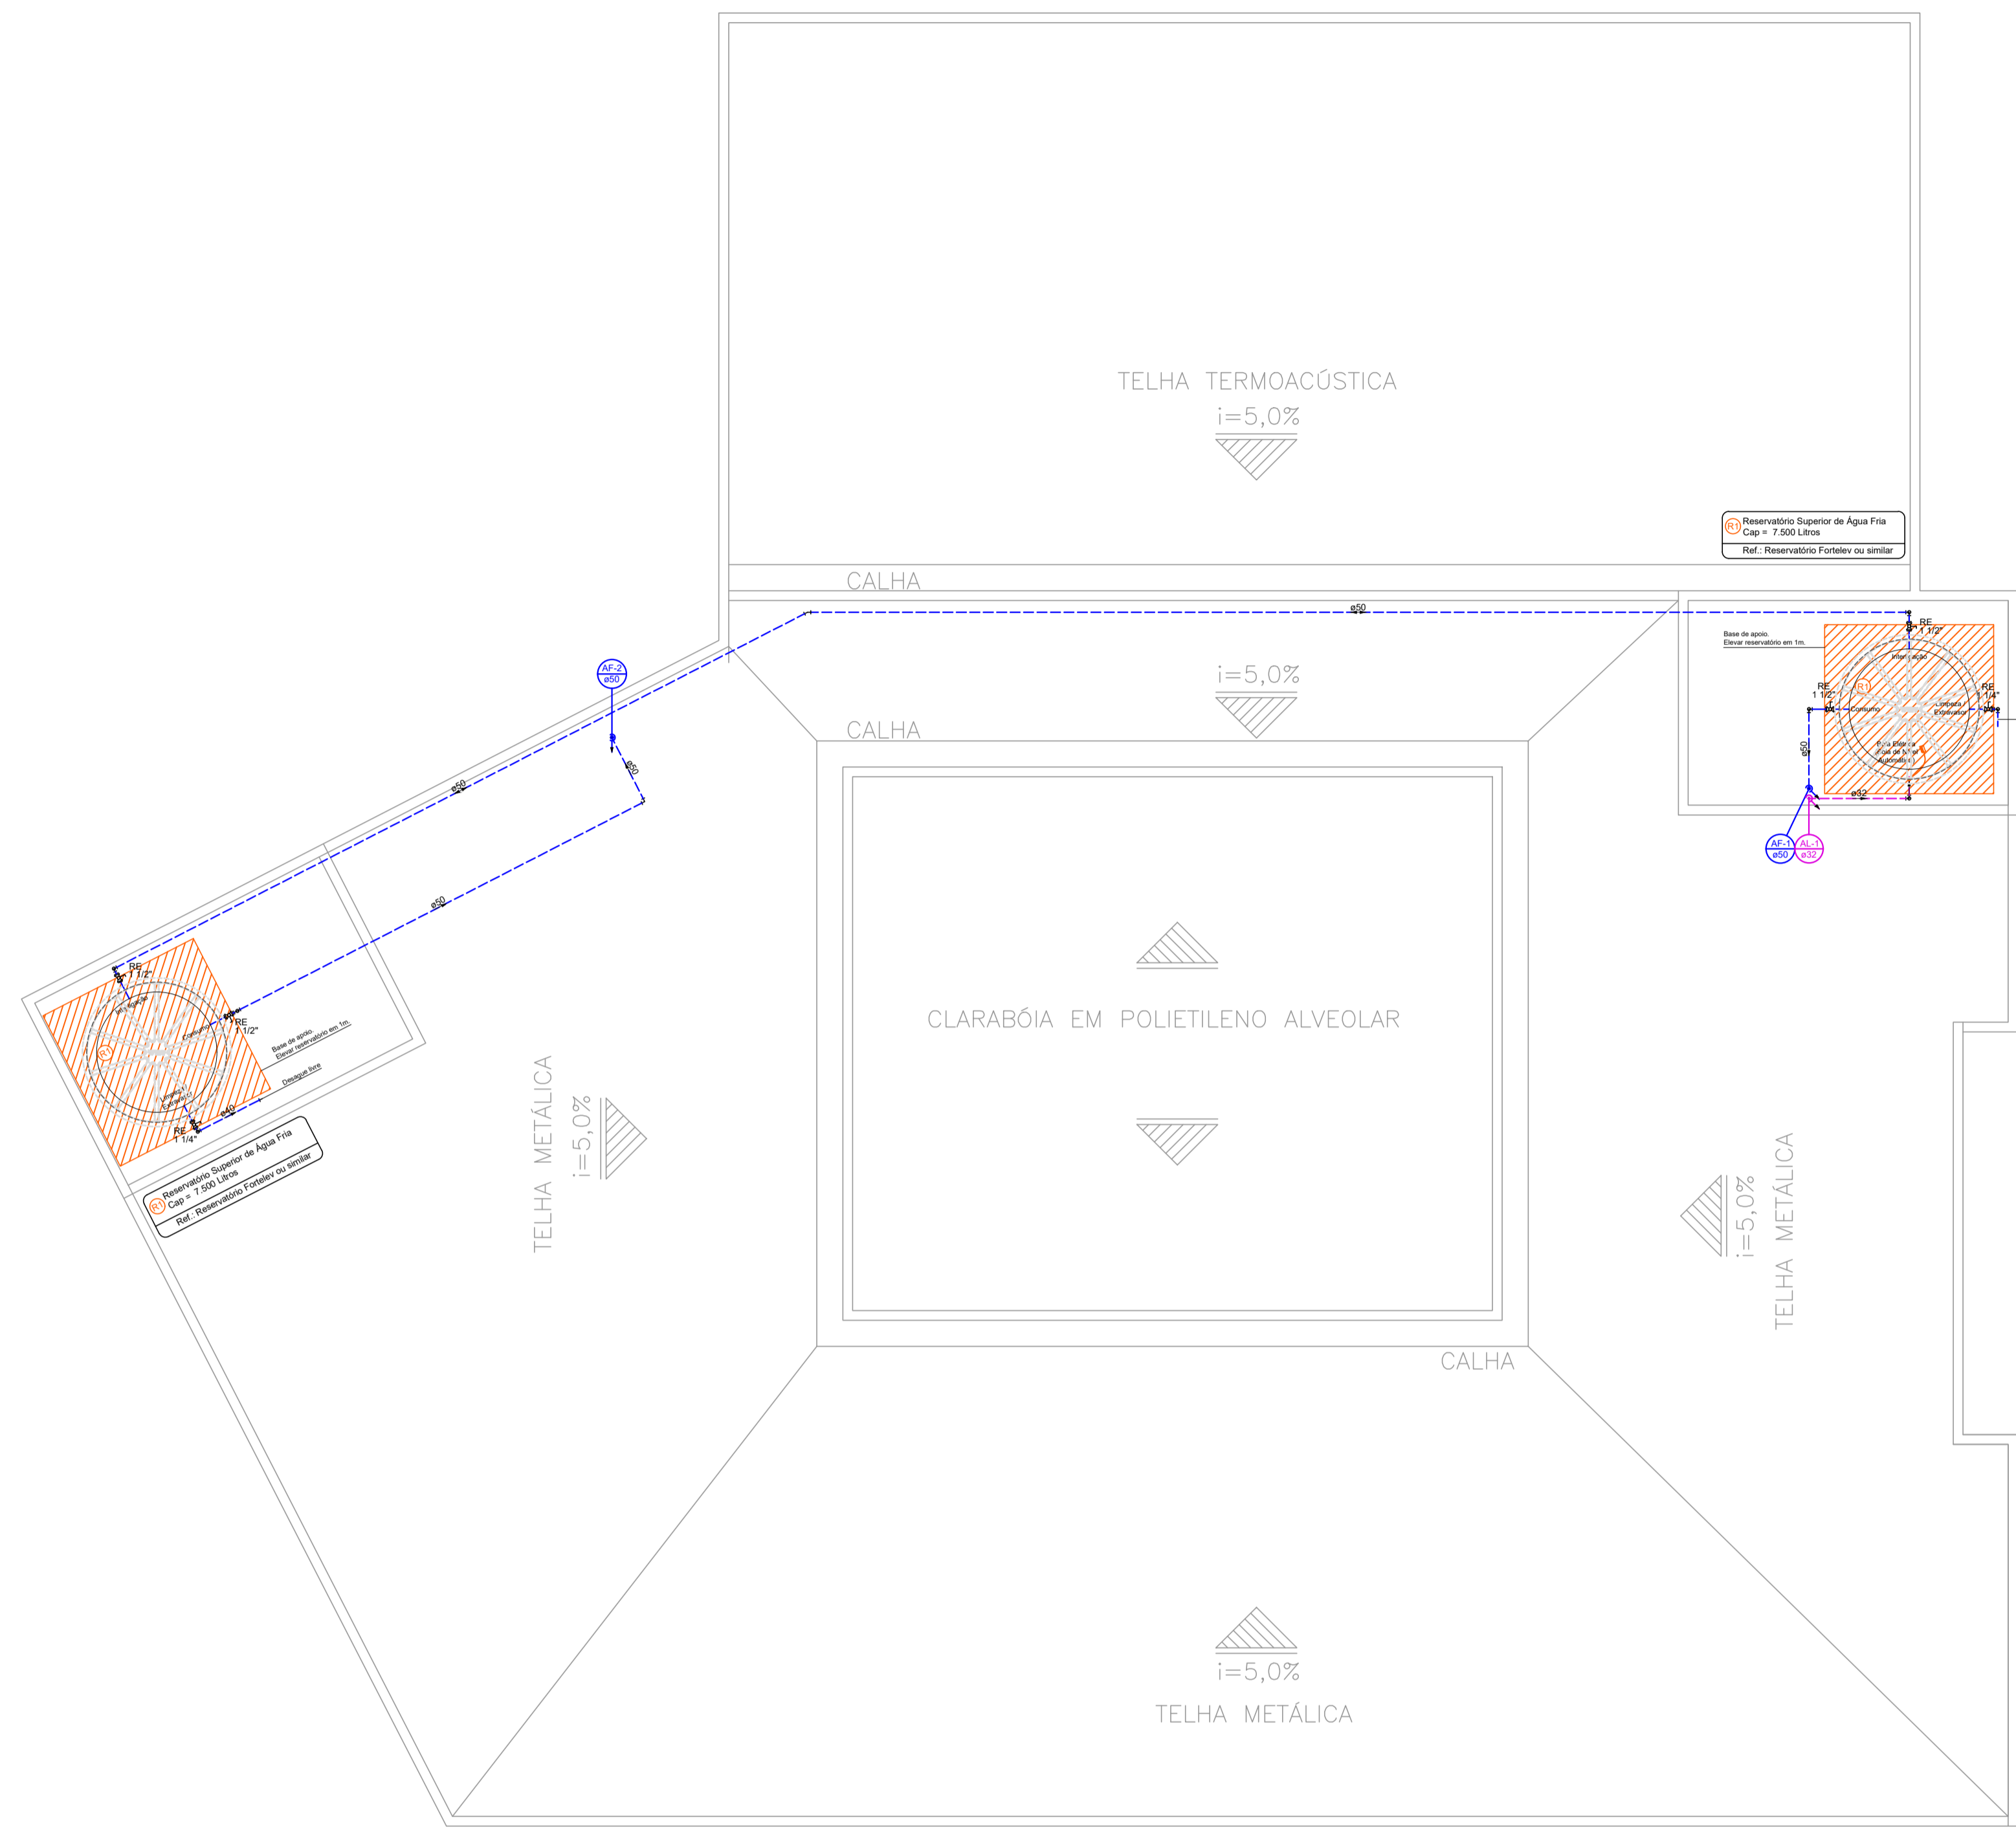 TELHA TERMOACÚSTICA
i=5,0%
R1
Reservatório Superior de Água Fria
Cap = 7.500 Litros
Ref.: Reservatório Fortelev ou similar
CALHA
ø50
RE
1 1/2"
Base de apoio.
Elevar reservatório em 1m.
Interligação
AF-2
ø50
i=5,0%
R1
RE
1 1/2"
RE
1 1/4"
Consumo
Limpeza /
Extravasor
CALHA
ø50
ø50
Automático
ø50
ø32
AF-1
ø50
AL-1
ø32
ø50
RE
1 1/2"
Consumo
RE
1 1/2"
R1
Base de apoio.
Elevar reservatório em 1m.
Desague livre
Limpeza /
Extravasor
ø40
RE
1 1/4"
R1
Reservatório Superior de Água Fria
Cap = 7.500 Litros
Ref.: Reservatório Fortelev ou similar
CLARABÓIA EM POLIETILENO ALVEOLAR
TELHA METÁLICA
i=5,0%
i=5,0%
TELHA METÁLICA
CALHA
i=5,0%
TELHA METÁLICA